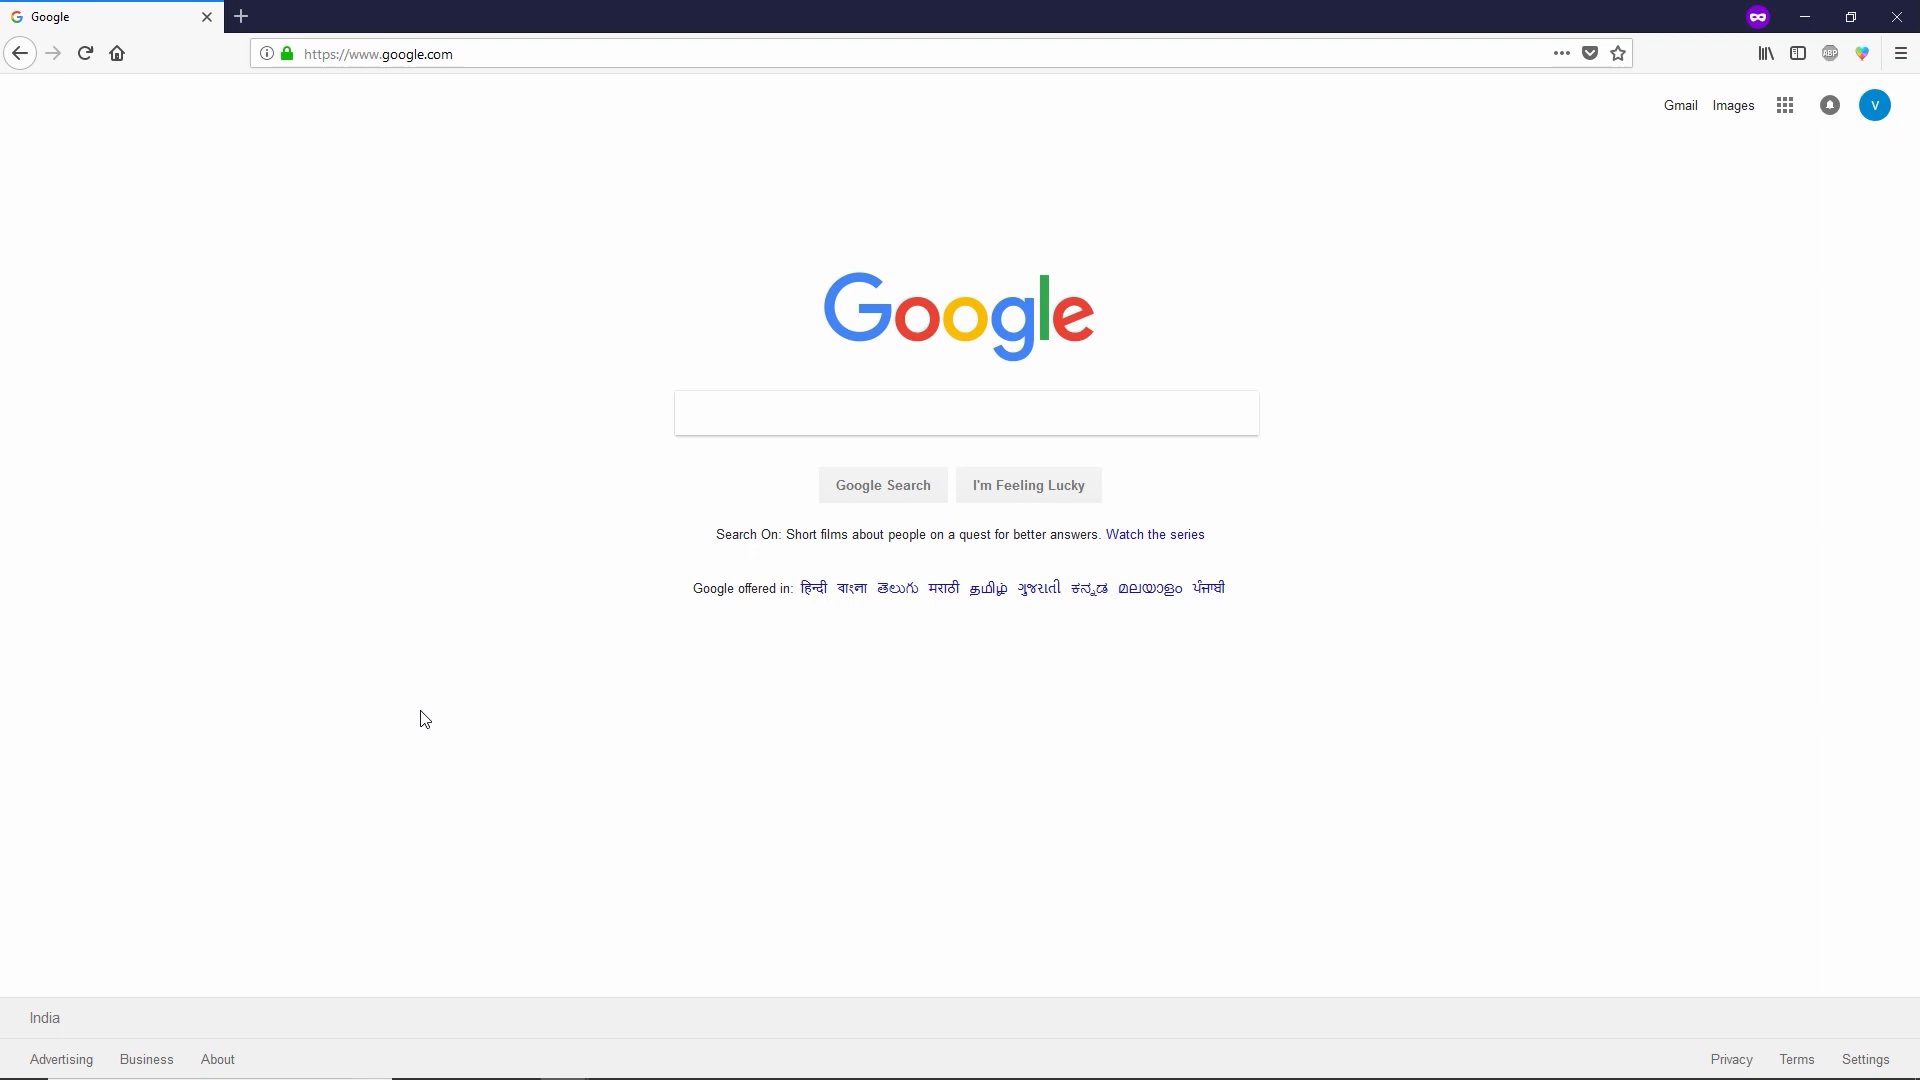 Google
https://www.google.com
ABP
Gmail Images V
Google
Google Search I'm Feeling Lucky
Search On: Short films about people on a quest for better answers. Watch the series
Google offered in: हिन्दी বাংলা తెలుగు मराठी தமிழ் ગુજરાતી ಕನ್ನಡ മലയാളം ਪੰਜਾਬੀ
India
Advertising Business About Privacy Terms Settings